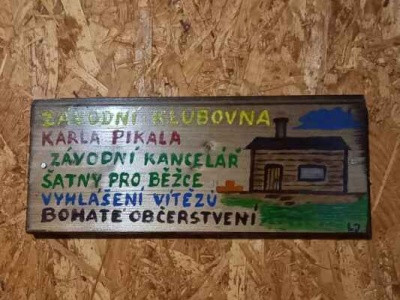 ZÁVODNÍ KLUBOVNA
KARLA PIKALA
ZÁVODNÍ KANCELÁŘ
ŠATNY PRO BĚŽCE
VYHLÁŠENÍ VÍTĚZŮ
BOHATÉ OBČERSTVENÍ